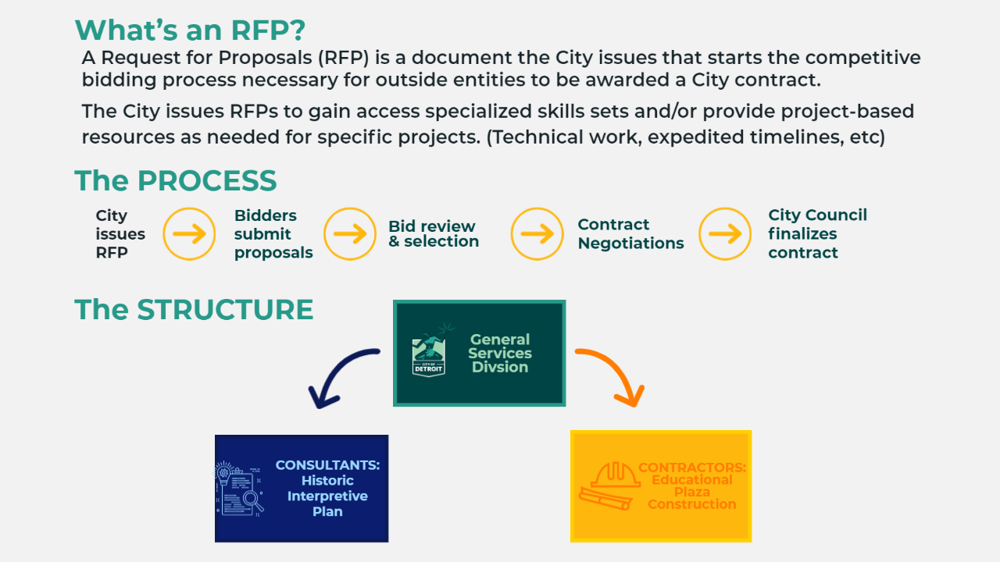 What's an RFP?
A Request for Proposals (RFP) is a document the City issues that starts the competitive
bidding process necessary for outside entities to be awarded a City contract.
The City issues RFPs to gain access specialized skills sets and/or provide project-based
resources as needed for specific projects. (Technical work, expedited timelines, etc)
The PROCESS
City
issues
RFP
Bidders
submit
proposals
Bid review
& selection
Contract
Negotiations
City Council
finalizes
contract
The STRUCTURE
CITY OF
DETROIT
General
Services
Divsion
CONSULTANTS:
Historic
Interpretive
Plan
CONTRACTORS:
Educational
Plaza
Construction